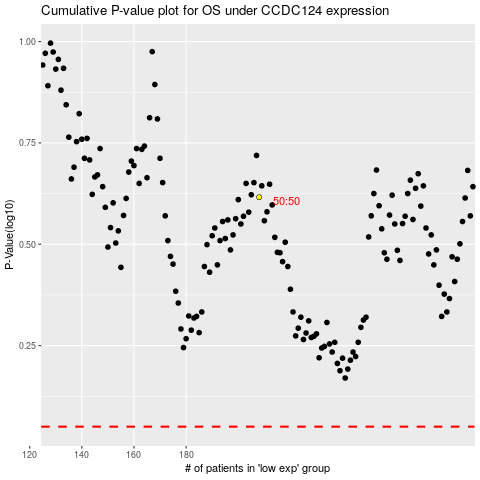 Cumulative P-value plot for OS under CCDC124 expression
P-Value(log10)
1.00
0.75
0.50
0.25
50:50
120 140 160 180
# of patients in 'low exp' group